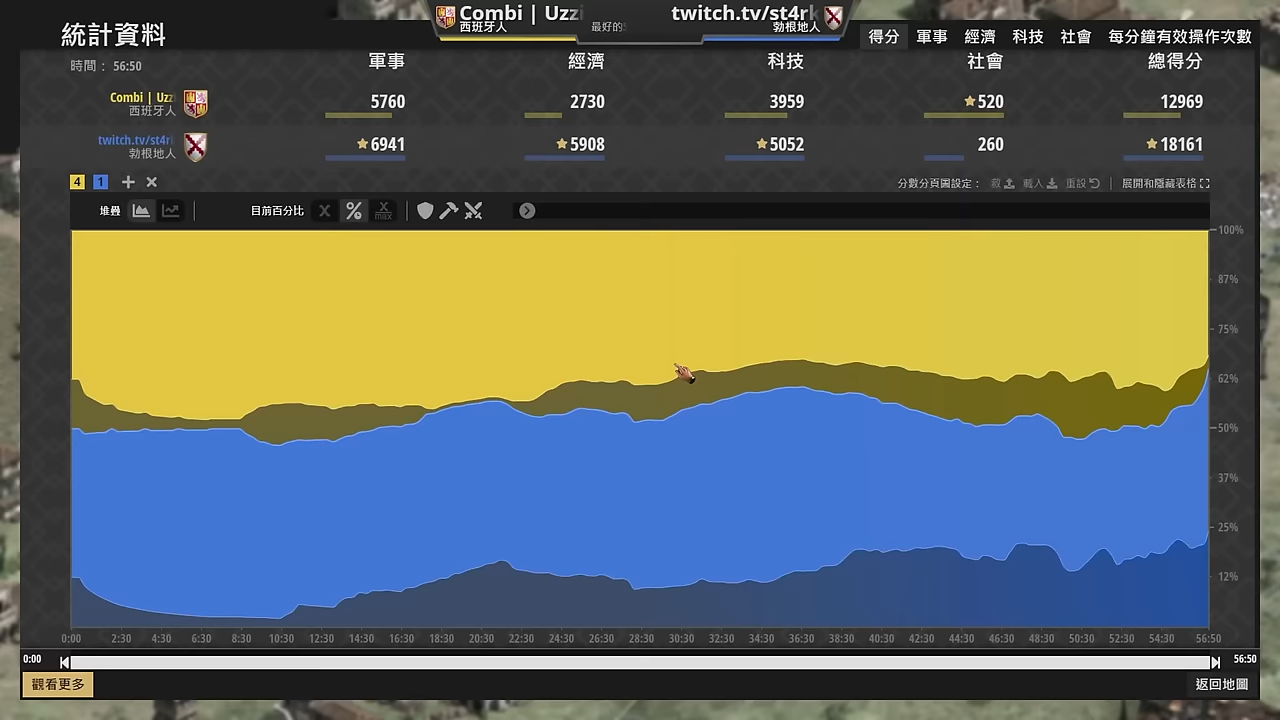 Combi | Uzzi
西班牙人
最好的
twitch.tv/st4rk
勃根地人
統計資料
得分 軍事 經濟 科技 社會 每分鐘有效操作次數
時間： 56:50
軍事 經濟 科技 社會 總得分
Combi | Uzz
西班牙人
5760 2730 3959 520 12969
twitch.tv/st4r
勃根地人
6941 5908 5052 260 18161
4 1
分數分頁圖設定： 載入 重設 | 展開和隱藏表格
堆疊 目前百分比 X % X max
100%
87%
75%
62%
50%
37%
25%
12%
0:00 2:30 4:30 6:30 8:30 10:30 12:30 14:30 16:30 18:30 20:30 22:30 24:30 26:30 28:30 30:30 32:30 34:30 36:30 38:30 40:30 42:30 44:30 46:30 48:30 50:30 52:30 54:30 56:50
0:00 56:50
觀看更多 返回地圖